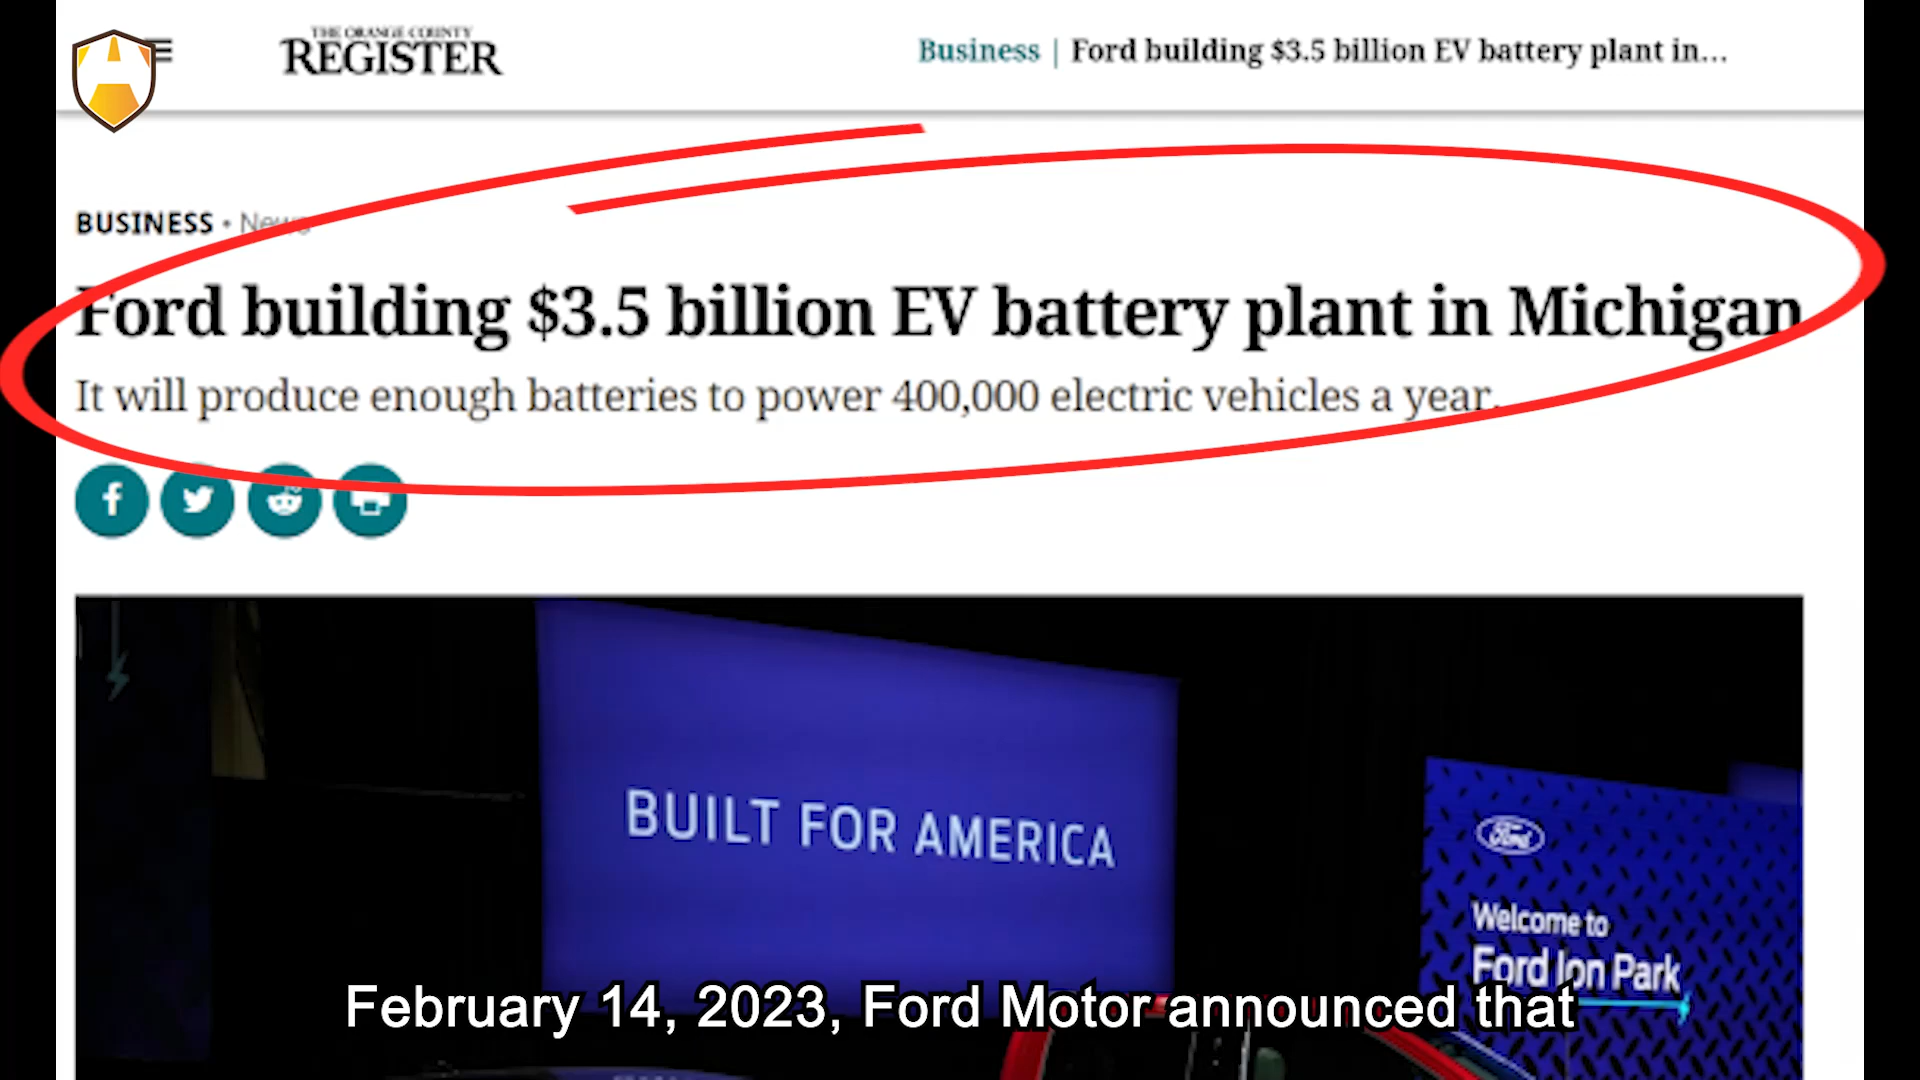 THE ORANGE COUNTY
REGISTER
Business | Ford building $3.5 billion EV battery plant in...
BUSINESS • News
Ford building $3.5 billion EV battery plant in Michigan
It will produce enough batteries to power 400,000 electric vehicles a year.
BUILT FOR AMERICA
Ford
Welcome to
Ford Ion Park
February 14, 2023, Ford Motor announced that